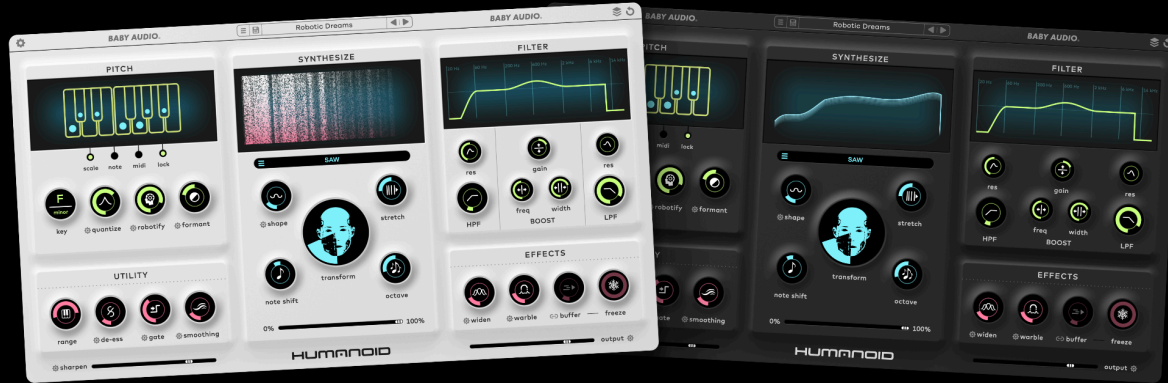 BABY AUDIO.
Robotic Dreams
BABY AUDIO.
PITCH
scale
note
midi
lock
F
minor
key
quantize
robotify
formant
UTILITY
range
de-ess
gate
smoothing
sharpen
SYNTHESIZE
SAW
shape
stretch
transform
note shift
octave
0%
100%
HUMANOID
FILTER
res
gain
res
HPF
freq
width
BOOST
LPF
EFFECTS
widen
warble
buffer
freeze
output
Robotic Dreams
BABY AUDIO.
PITCH
midi
lock
robotify
formant
gate
smoothing
SYNTHESIZE
SAW
shape
stretch
transform
note shift
octave
0%
100%
HUMANOID
FILTER
res
gain
res
HPF
freq
width
BOOST
LPF
EFFECTS
widen
warble
buffer
freeze
output